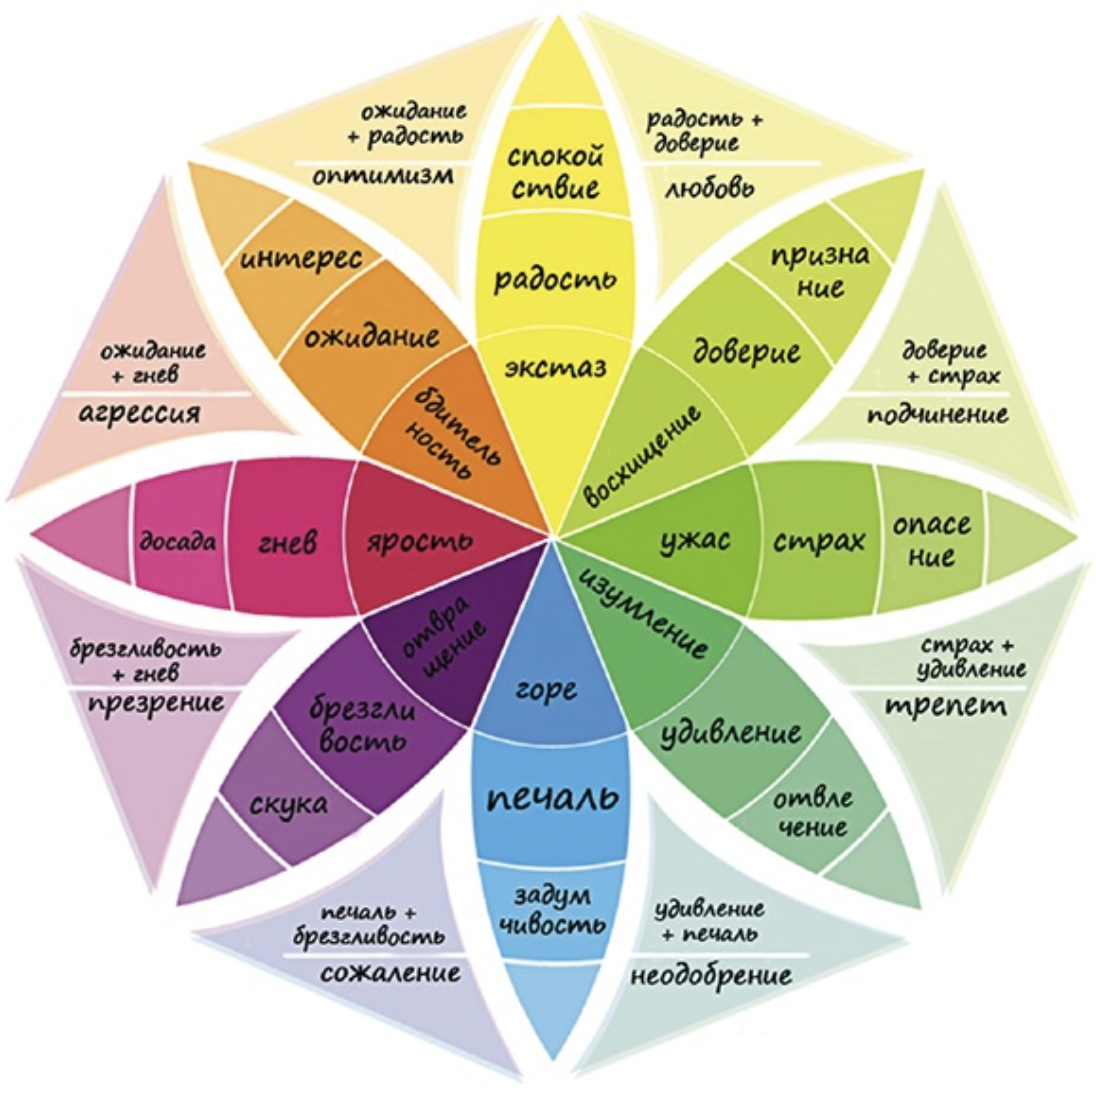 ожидание
+ радость
оптимизм
спокой
ствие
радость
экстаз
радость +
доверие
любовь
призна
ние
доверие
восхищение
доверие
+ страх
подчинение
ужас
страх
опасе
ние
страх +
удивление
трепет
изумление
удивление
отвле
чение
удивление
+ печаль
неодобрение
горе
печаль
задум
чивость
печаль +
брезгливость
сожаление
отвра
щение
брезгли
вость
скука
брезгливость
+ гнев
презрение
досада
гнев
ярость
ожидание
+ гнев
агрессия
интерес
ожидание
бдитель
ность